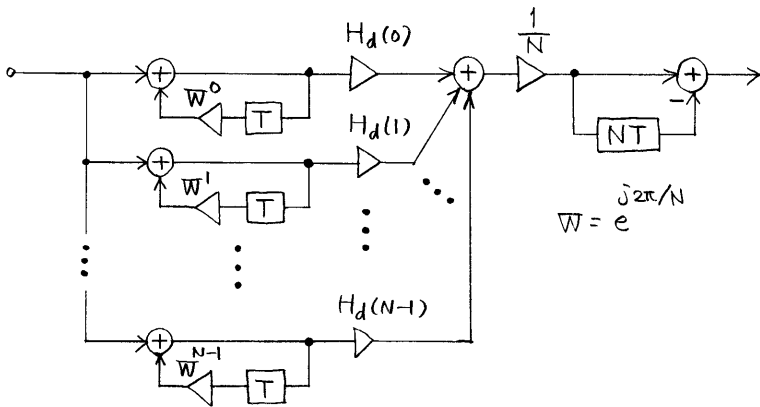 H_d(0)
1/N
+
+
+
W^0
T
-
H_d(1)
NT
+
W^1
T
W = e^{j2π/N}
H_d(N-1)
+
W^{N-1}
T